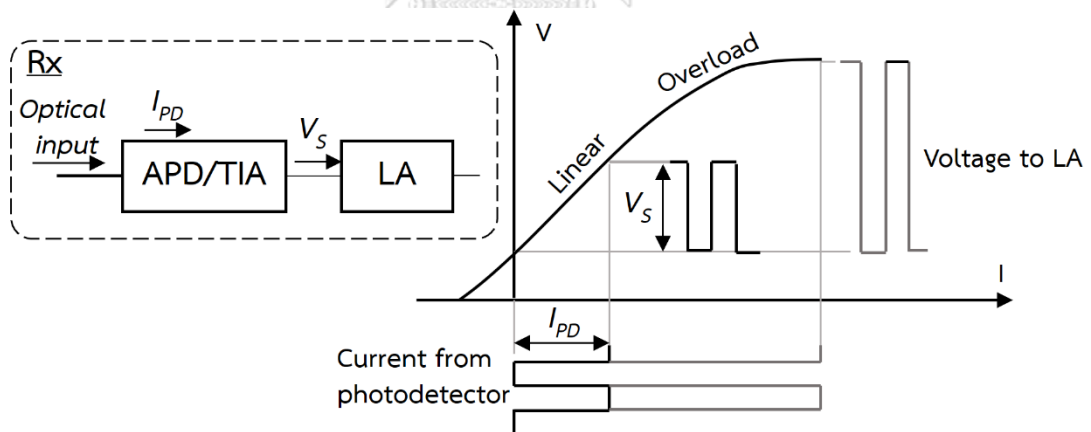 Rx
Optical
input
I_PD
APD/TIA
V_S
LA
V
Linear
Overload
V_S
Voltage to LA
I
I_PD
Current from
photodetector